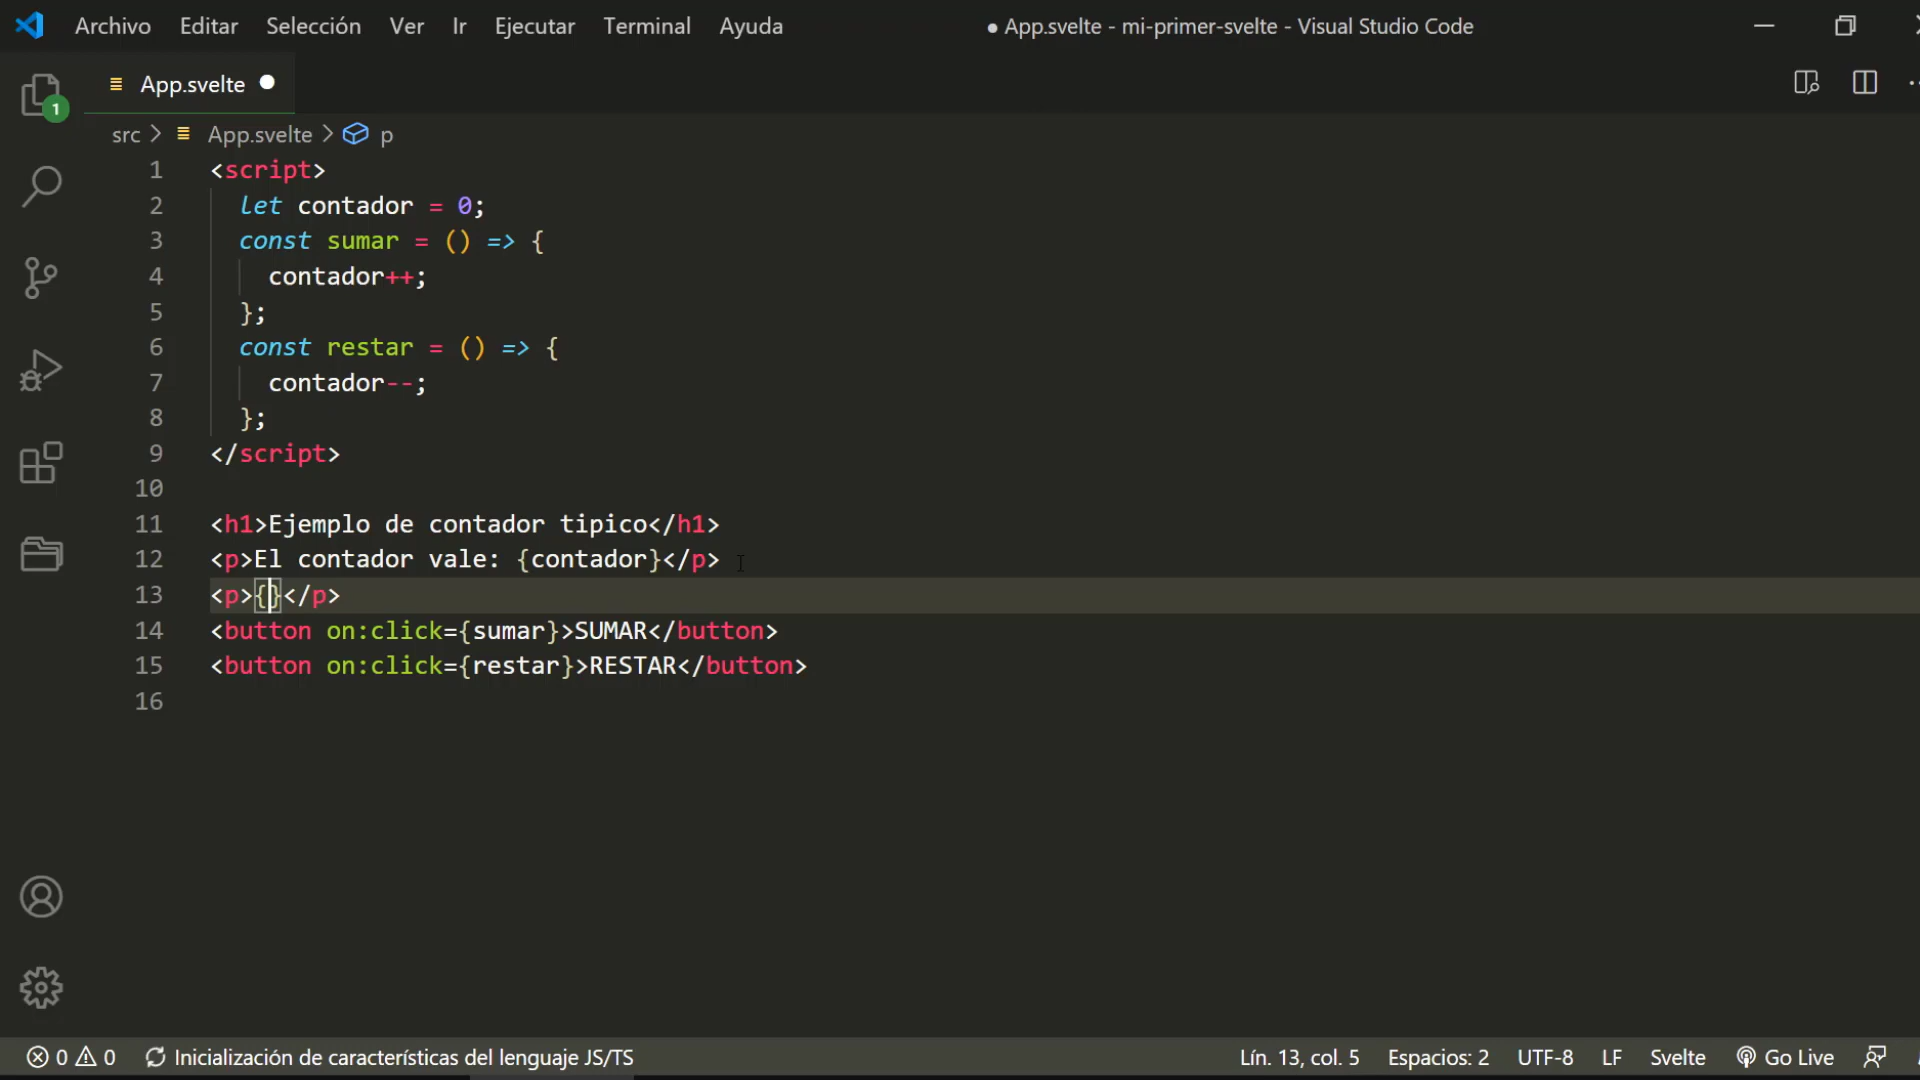 Archivo Editar Selección Ver Ir Ejecutar Terminal Ayuda ● App.svelte - mi-primer-svelte - Visual Studio Code
App.svelte
1
src > App.svelte > p
1 <script>
2 let contador = 0;
3 const sumar = () => {
4 contador++;
5 };
6 const restar = () => {
7 contador--;
8 };
9 </script>
10
11 <h1>Ejemplo de contador tipico</h1>
12 <p>El contador vale: {contador}</p>
13 <p>{}</p>
14 <button on:click={sumar}>SUMAR</button>
15 <button on:click={restar}>RESTAR</button>
16
0 0 Inicialización de características del lenguaje JS/TS Lín. 13, col. 5 Espacios: 2 UTF-8 LF Svelte Go Live